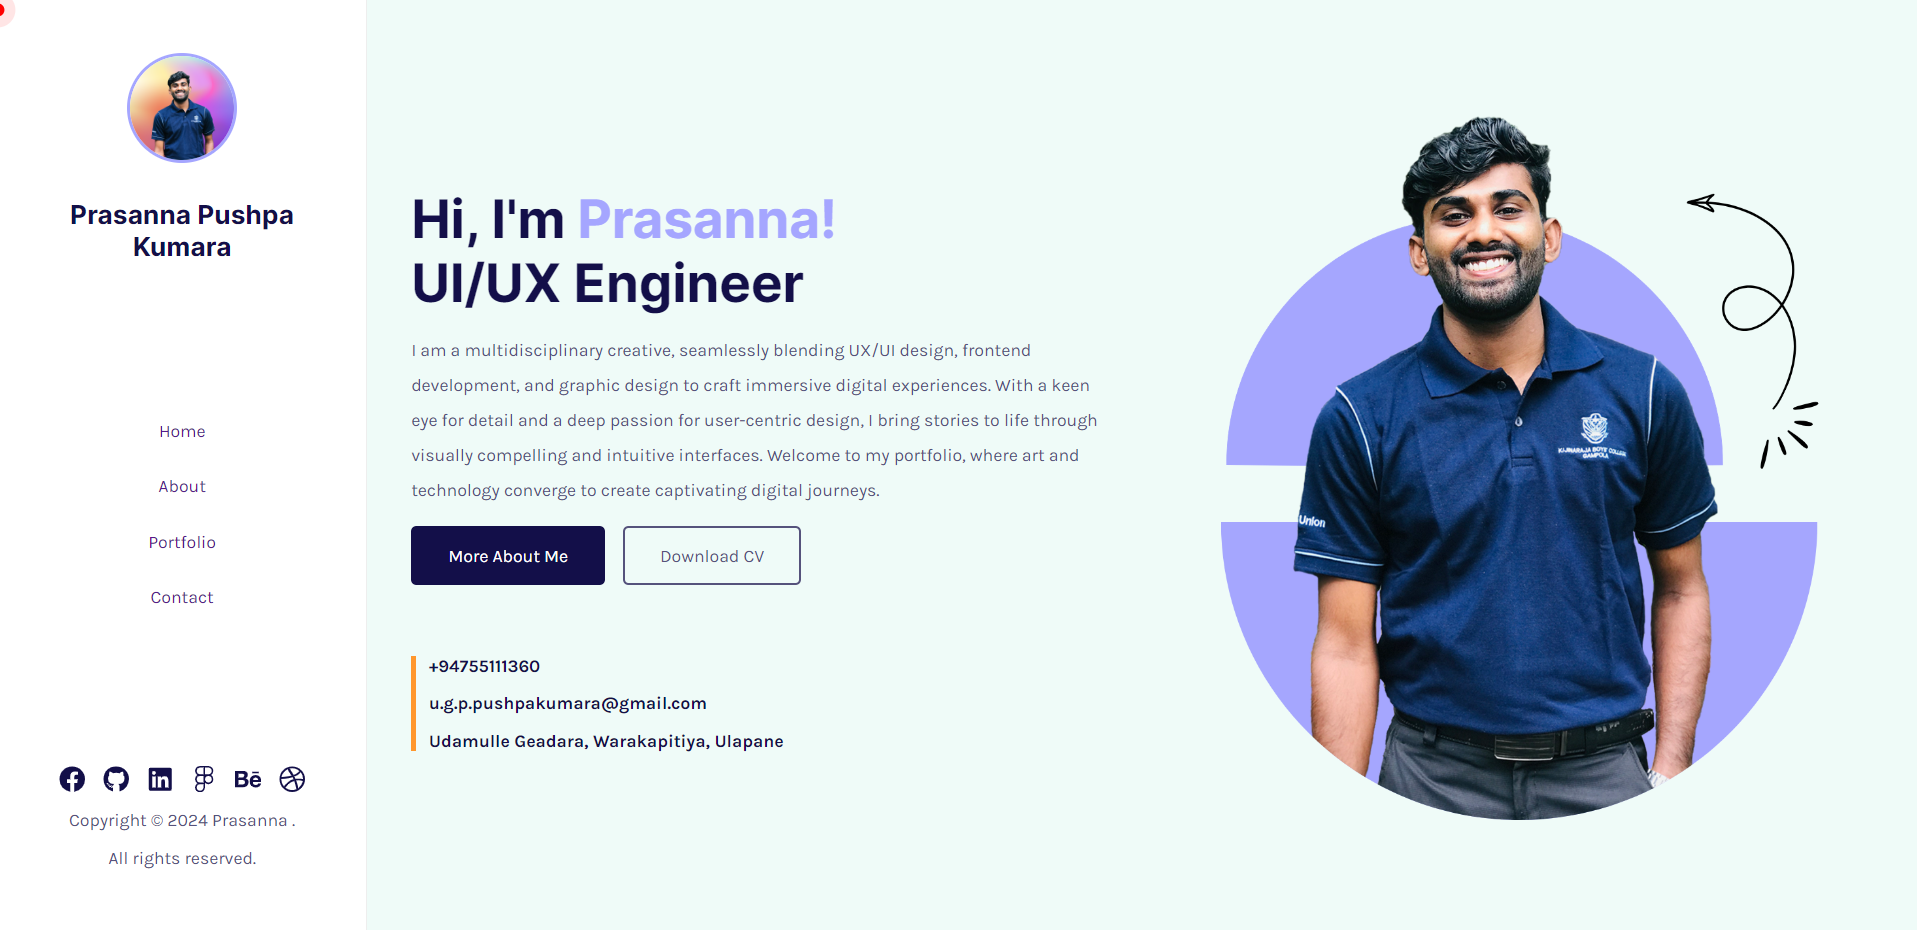 Prasanna Pushpa
Kumara
Home
About
Portfolio
Contact
Bē
Copyright © 2024 Prasanna .
All rights reserved.
Hi, I'm Prasanna!
UI/UX Engineer
I am a multidisciplinary creative, seamlessly blending UX/UI design, frontend
development, and graphic design to craft immersive digital experiences. With a keen
eye for detail and a deep passion for user-centric design, I bring stories to life through
visually compelling and intuitive interfaces. Welcome to my portfolio, where art and
technology converge to create captivating digital journeys.
More About Me
Download CV
+94755111360
u.g.p.pushpakumara@gmail.com
Udamulle Geadara, Warakapitiya, Ulapane
BOYS' COLLEGE
GAMPOLA
Union